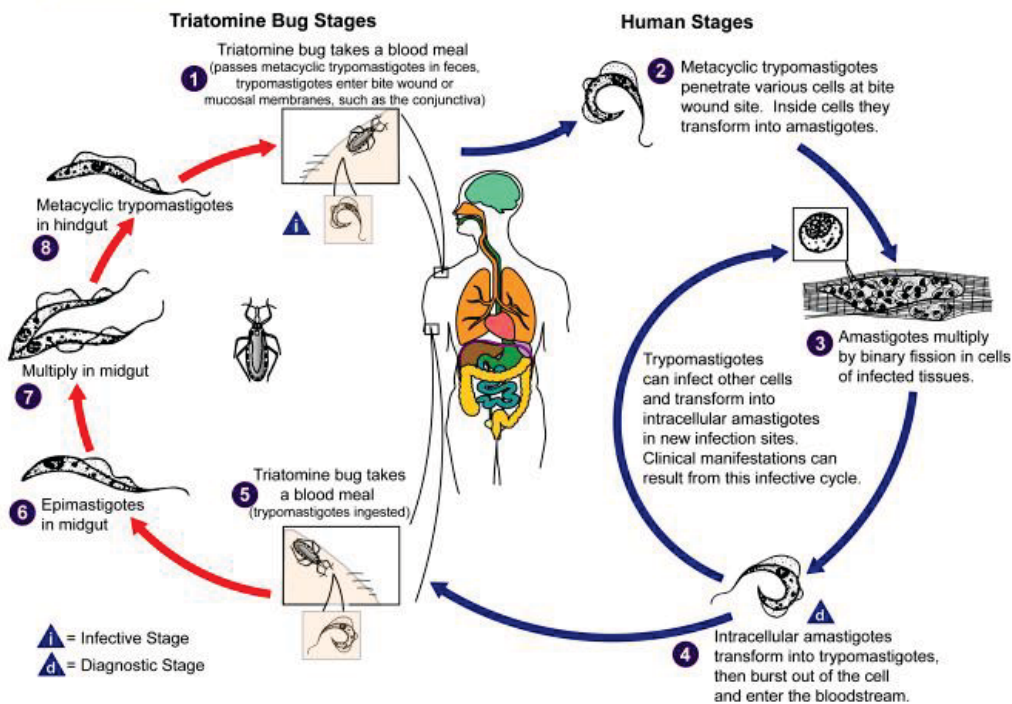 Triatomine Bug Stages
Human Stages
Triatomine bug takes a blood meal
(passes metacyclic trypomastigotes in feces,
trypomastigotes enter bite wound or
mucosal membranes, such as the conjunctiva)
1
i
2
Metacyclic trypomastigotes
penetrate various cells at bite
wound site. Inside cells they
transform into amastigotes.
3
Amastigotes multiply
by binary fission in cells
of infected tissues.
Trypomastigotes
can infect other cells
and transform into
intracellular amastigotes
in new infection sites.
Clinical manifestations can
result from this infective cycle.
d
4
Intracellular amastigotes
transform into trypomastigotes,
then burst out of the cell
and enter the bloodstream.
Triatomine bug takes
a blood meal
(trypomastigotes ingested)
5
Epimastigotes
in midgut
6
Multiply in midgut
7
Metacyclic trypomastigotes
in hindgut
8
i = Infective Stage
d = Diagnostic Stage